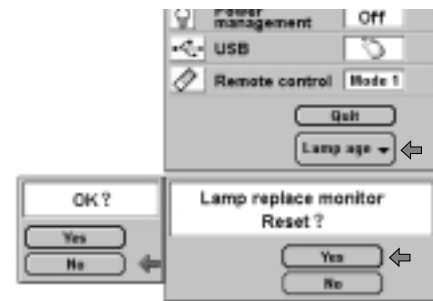 Power
management Off
USB
Remote control Mode 1
Quit
Lamp age
OK?
Yes
No
Lamp replace monitor
Reset?
Yes
No